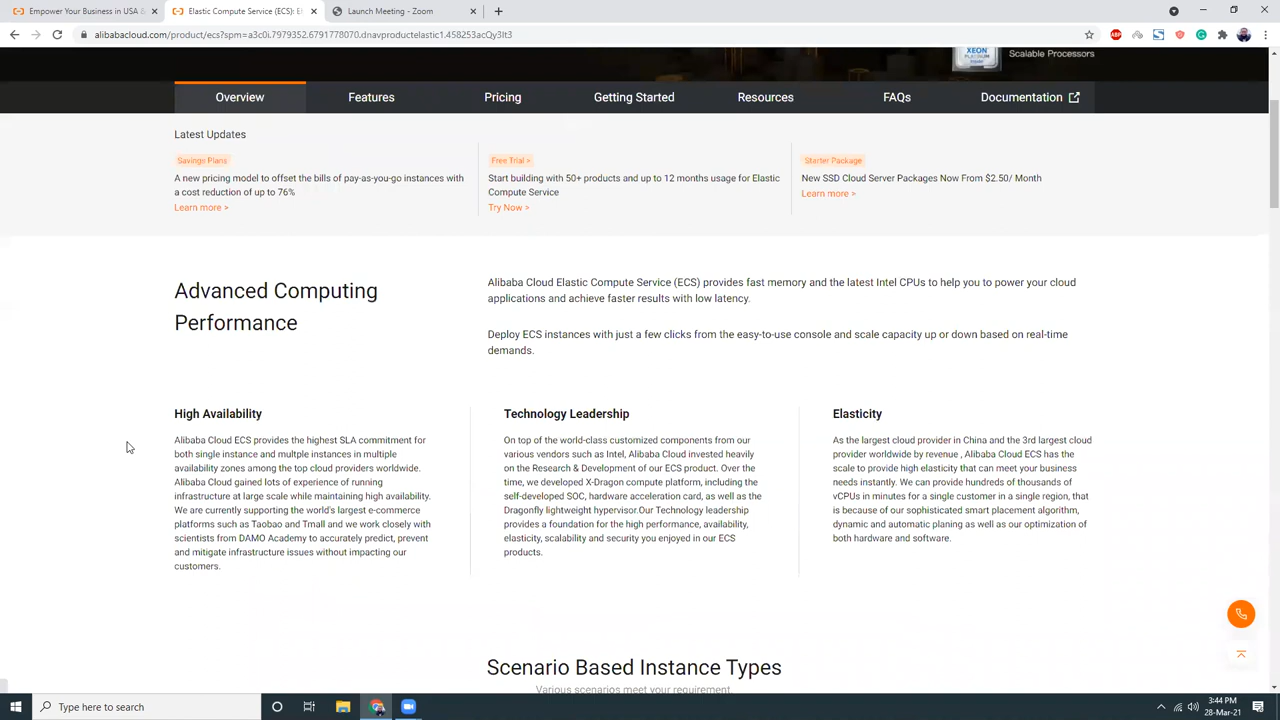 Empower Your Business in USA &
Elastic Compute Service (ECS): El
Launch Meeting - Zoom
alibabacloud.com/product/ecs?spm=a3c0i.7979352.6791778070.dnavproductelastic1.458253acQy3It3
XEON
PLATINUM
Scalable Processors
Overview
Features
Pricing
Getting Started
Resources
FAQs
Documentation
Latest Updates
Savings Plans
A new pricing model to offset the bills of pay-as-you-go instances with
a cost reduction of up to 76%
Learn more >
Free Trial >
Start building with 50+ products and up to 12 months usage for Elastic
Compute Service
Try Now >
Starter Package
New SSD Cloud Server Packages Now From $2.50/ Month
Learn more >
Advanced Computing
Performance
Alibaba Cloud Elastic Compute Service (ECS) provides fast memory and the latest Intel CPUs to help you to power your cloud
applications and achieve faster results with low latency.
Deploy ECS instances with just a few clicks from the easy-to-use console and scale capacity up or down based on real-time
demands.
High Availability
Alibaba Cloud ECS provides the highest SLA commitment for
both single instance and multple instances in multiple
availability zones among the top cloud providers worldwide.
Alibaba Cloud gained lots of experience of running
infrastructure at large scale while maintaining high availability.
We are currently supporting the world's largest e-commerce
platforms such as Taobao and Tmall and we work closely with
scientists from DAMO Academy to accurately predict, prevent
and mitigate infrastructure issues without impacting our
customers.
Technology Leadership
On top of the world-class customized components from our
various vendors such as Intel, Alibaba Cloud invested heavily
on the Research & Development of our ECS product. Over the
time, we developed X-Dragon compute platform, including the
self-developed SOC, hardware acceleration card, as well as the
Dragonfly lightweight hypervisor.Our Technology leadership
provides a foundation for the high performance, availability,
elasticity, scalability and security you enjoyed in our ECS
products.
Elasticity
As the largest cloud provider in China and the 3rd largest cloud
provider worldwide by revenue , Alibaba Cloud ECS has the
scale to provide high elasticity that can meet your business
needs instantly. We can provide hundreds of thousands of
vCPUs in minutes for a single customer in a single region, that
is because of our sophisticated smart placement algorithm,
dynamic and automatic planing as well as our optimization of
both hardware and software.
Scenario Based Instance Types
Various scenarios meet your requirement.
Type here to search
3:44 PM
28-Mar-21